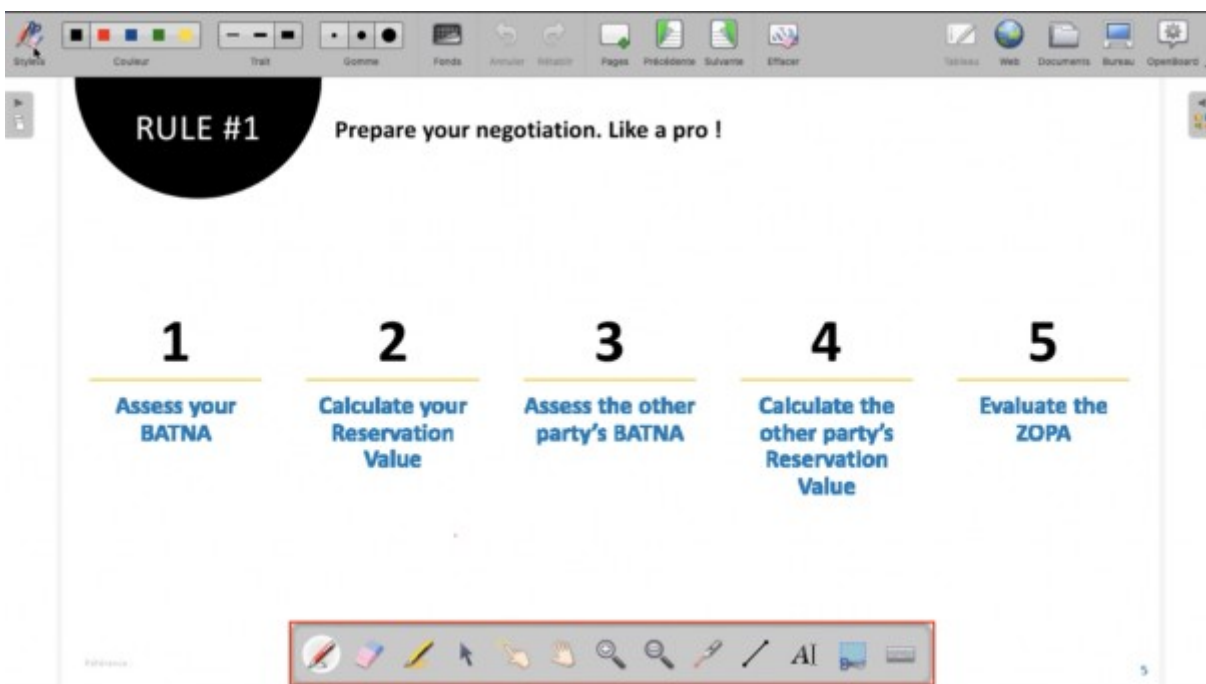 Stylets Couleur Trait Gomme Fonds Annuler Rétablir Pages Précédente Suivante Effacer Tableau Web Documents Bureau OpenBoard
RULE #1
Prepare your negotiation. Like a pro !
1
Assess your
BATNA
2
Calculate your
Reservation
Value
3
Assess the other
party's BATNA
4
Calculate the
other party's
Reservation
Value
5
Evaluate the
ZOPA
AI
5